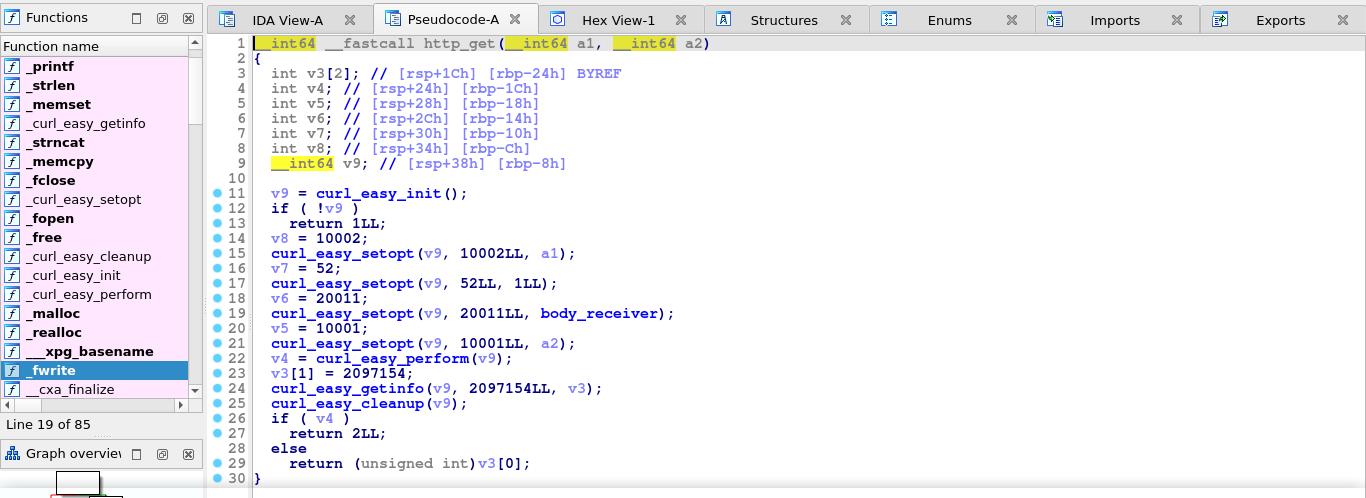 Functions
IDA View-A
Pseudocode-A
Hex View-1
Structures
Enums
Imports
Exports
Function name
_printf
_strlen
_memset
_curl_easy_getinfo
_strncat
_memcpy
_fclose
_curl_easy_setopt
_fopen
_free
_curl_easy_cleanup
_curl_easy_init
_curl_easy_perform
_malloc
_realloc
___xpg_basename
_fwrite
__cxa_finalize
Line 19 of 85
Graph overview
1 __int64 __fastcall http_get(__int64 a1, __int64 a2)
2 {
3 int v3[2]; // [rsp+1Ch] [rbp-24h] BYREF
4 int v4; // [rsp+24h] [rbp-1Ch]
5 int v5; // [rsp+28h] [rbp-18h]
6 int v6; // [rsp+2Ch] [rbp-14h]
7 int v7; // [rsp+30h] [rbp-10h]
8 int v8; // [rsp+34h] [rbp-Ch]
9 __int64 v9; // [rsp+38h] [rbp-8h]
10
11 v9 = curl_easy_init();
12 if ( !v9 )
13 return 1LL;
14 v8 = 10002;
15 curl_easy_setopt(v9, 10002LL, a1);
16 v7 = 52;
17 curl_easy_setopt(v9, 52LL, 1LL);
18 v6 = 20011;
19 curl_easy_setopt(v9, 20011LL, body_receiver);
20 v5 = 10001;
21 curl_easy_setopt(v9, 10001LL, a2);
22 v4 = curl_easy_perform(v9);
23 v3[1] = 2097154;
24 curl_easy_getinfo(v9, 2097154LL, v3);
25 curl_easy_cleanup(v9);
26 if ( v4 )
27 return 2LL;
28 else
29 return (unsigned int)v3[0];
30 }